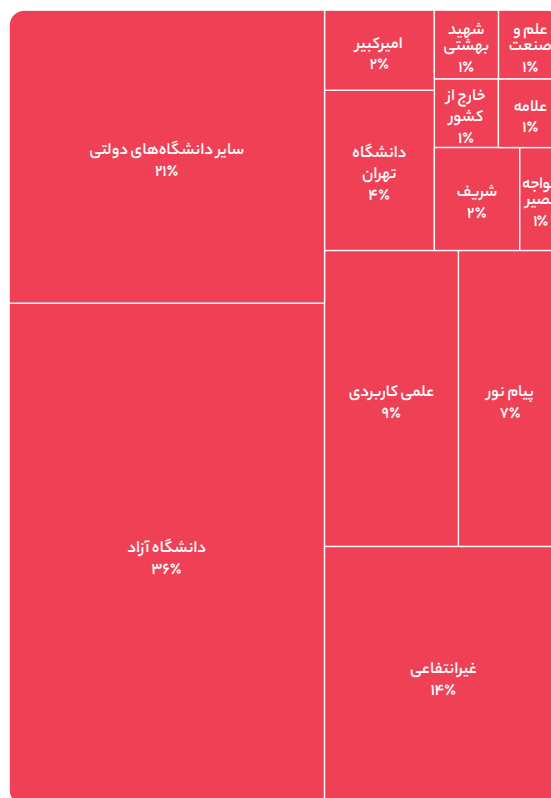 علم و
صنعت
۱%
شهید
بهشتی
۱%
امیرکبیر
۲%
سایر دانشگاه‌های دولتی
۲۱%
علامه
۱%
خارج از
کشور
۱%
دانشگاه
تهران
۴%
۱%
شریف
۲%
پیام نور
۷%
علمی کاربردی
۹%
دانشگاه آزاد
۳۶%
غیرانتفاعی
۱۴%